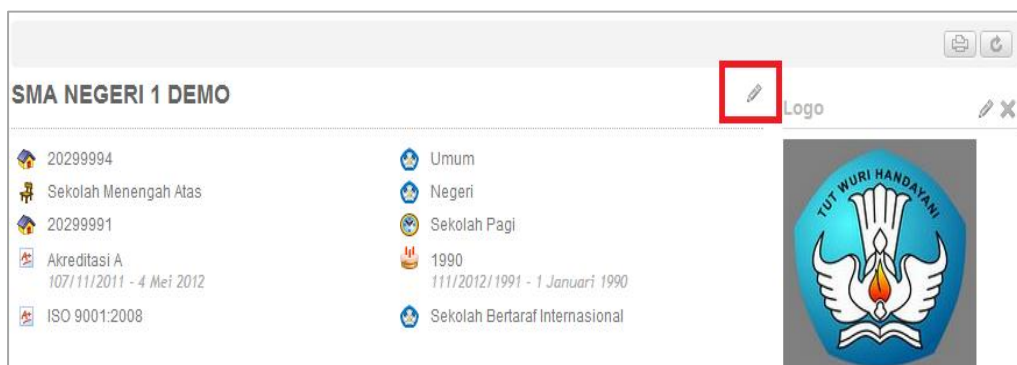 SMA NEGERI 1 DEMO
20299994
Sekolah Menengah Atas
20299991
Akreditasi A
107/11/2011 - 4 Mei 2012
ISO 9001:2008
Umum
Negeri
Sekolah Pagi
1990
111/2012/1991 - 1 Januari 1990
Sekolah Bertaraf Internasional
Logo
TUT WURI HANDAYANI